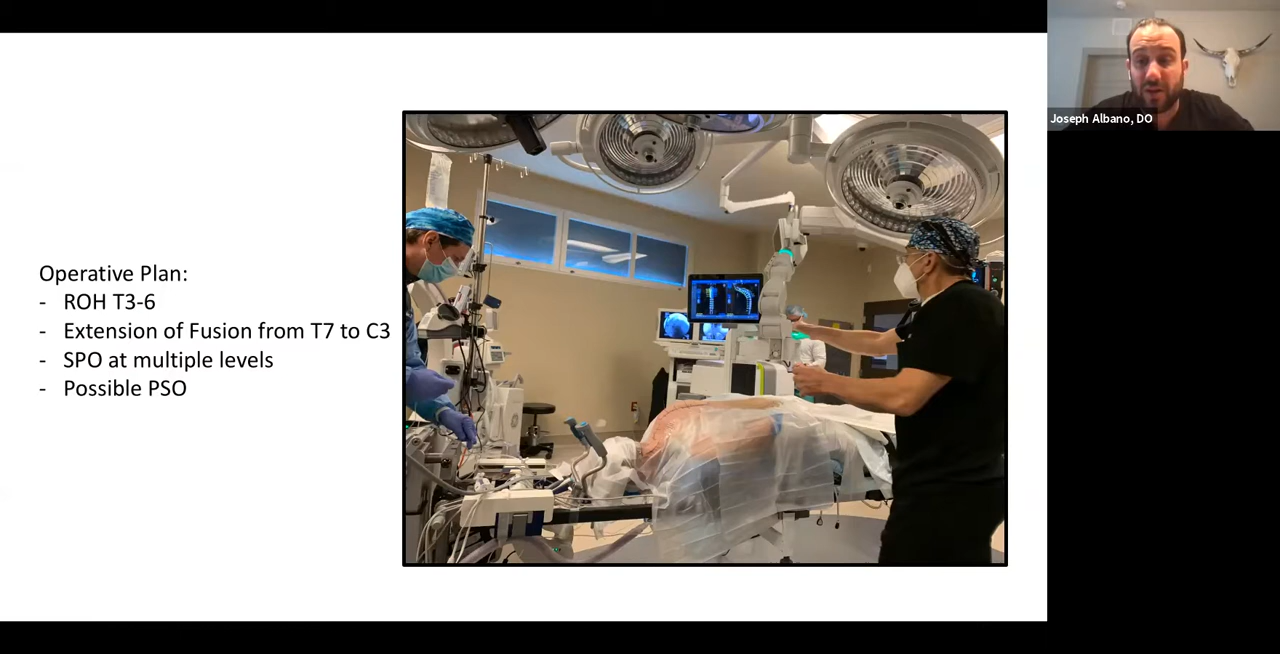 Operative Plan:
- ROH T3-6
- Extension of Fusion from T7 to C3
- SPO at multiple levels
- Possible PSO
Joseph Albano, DO